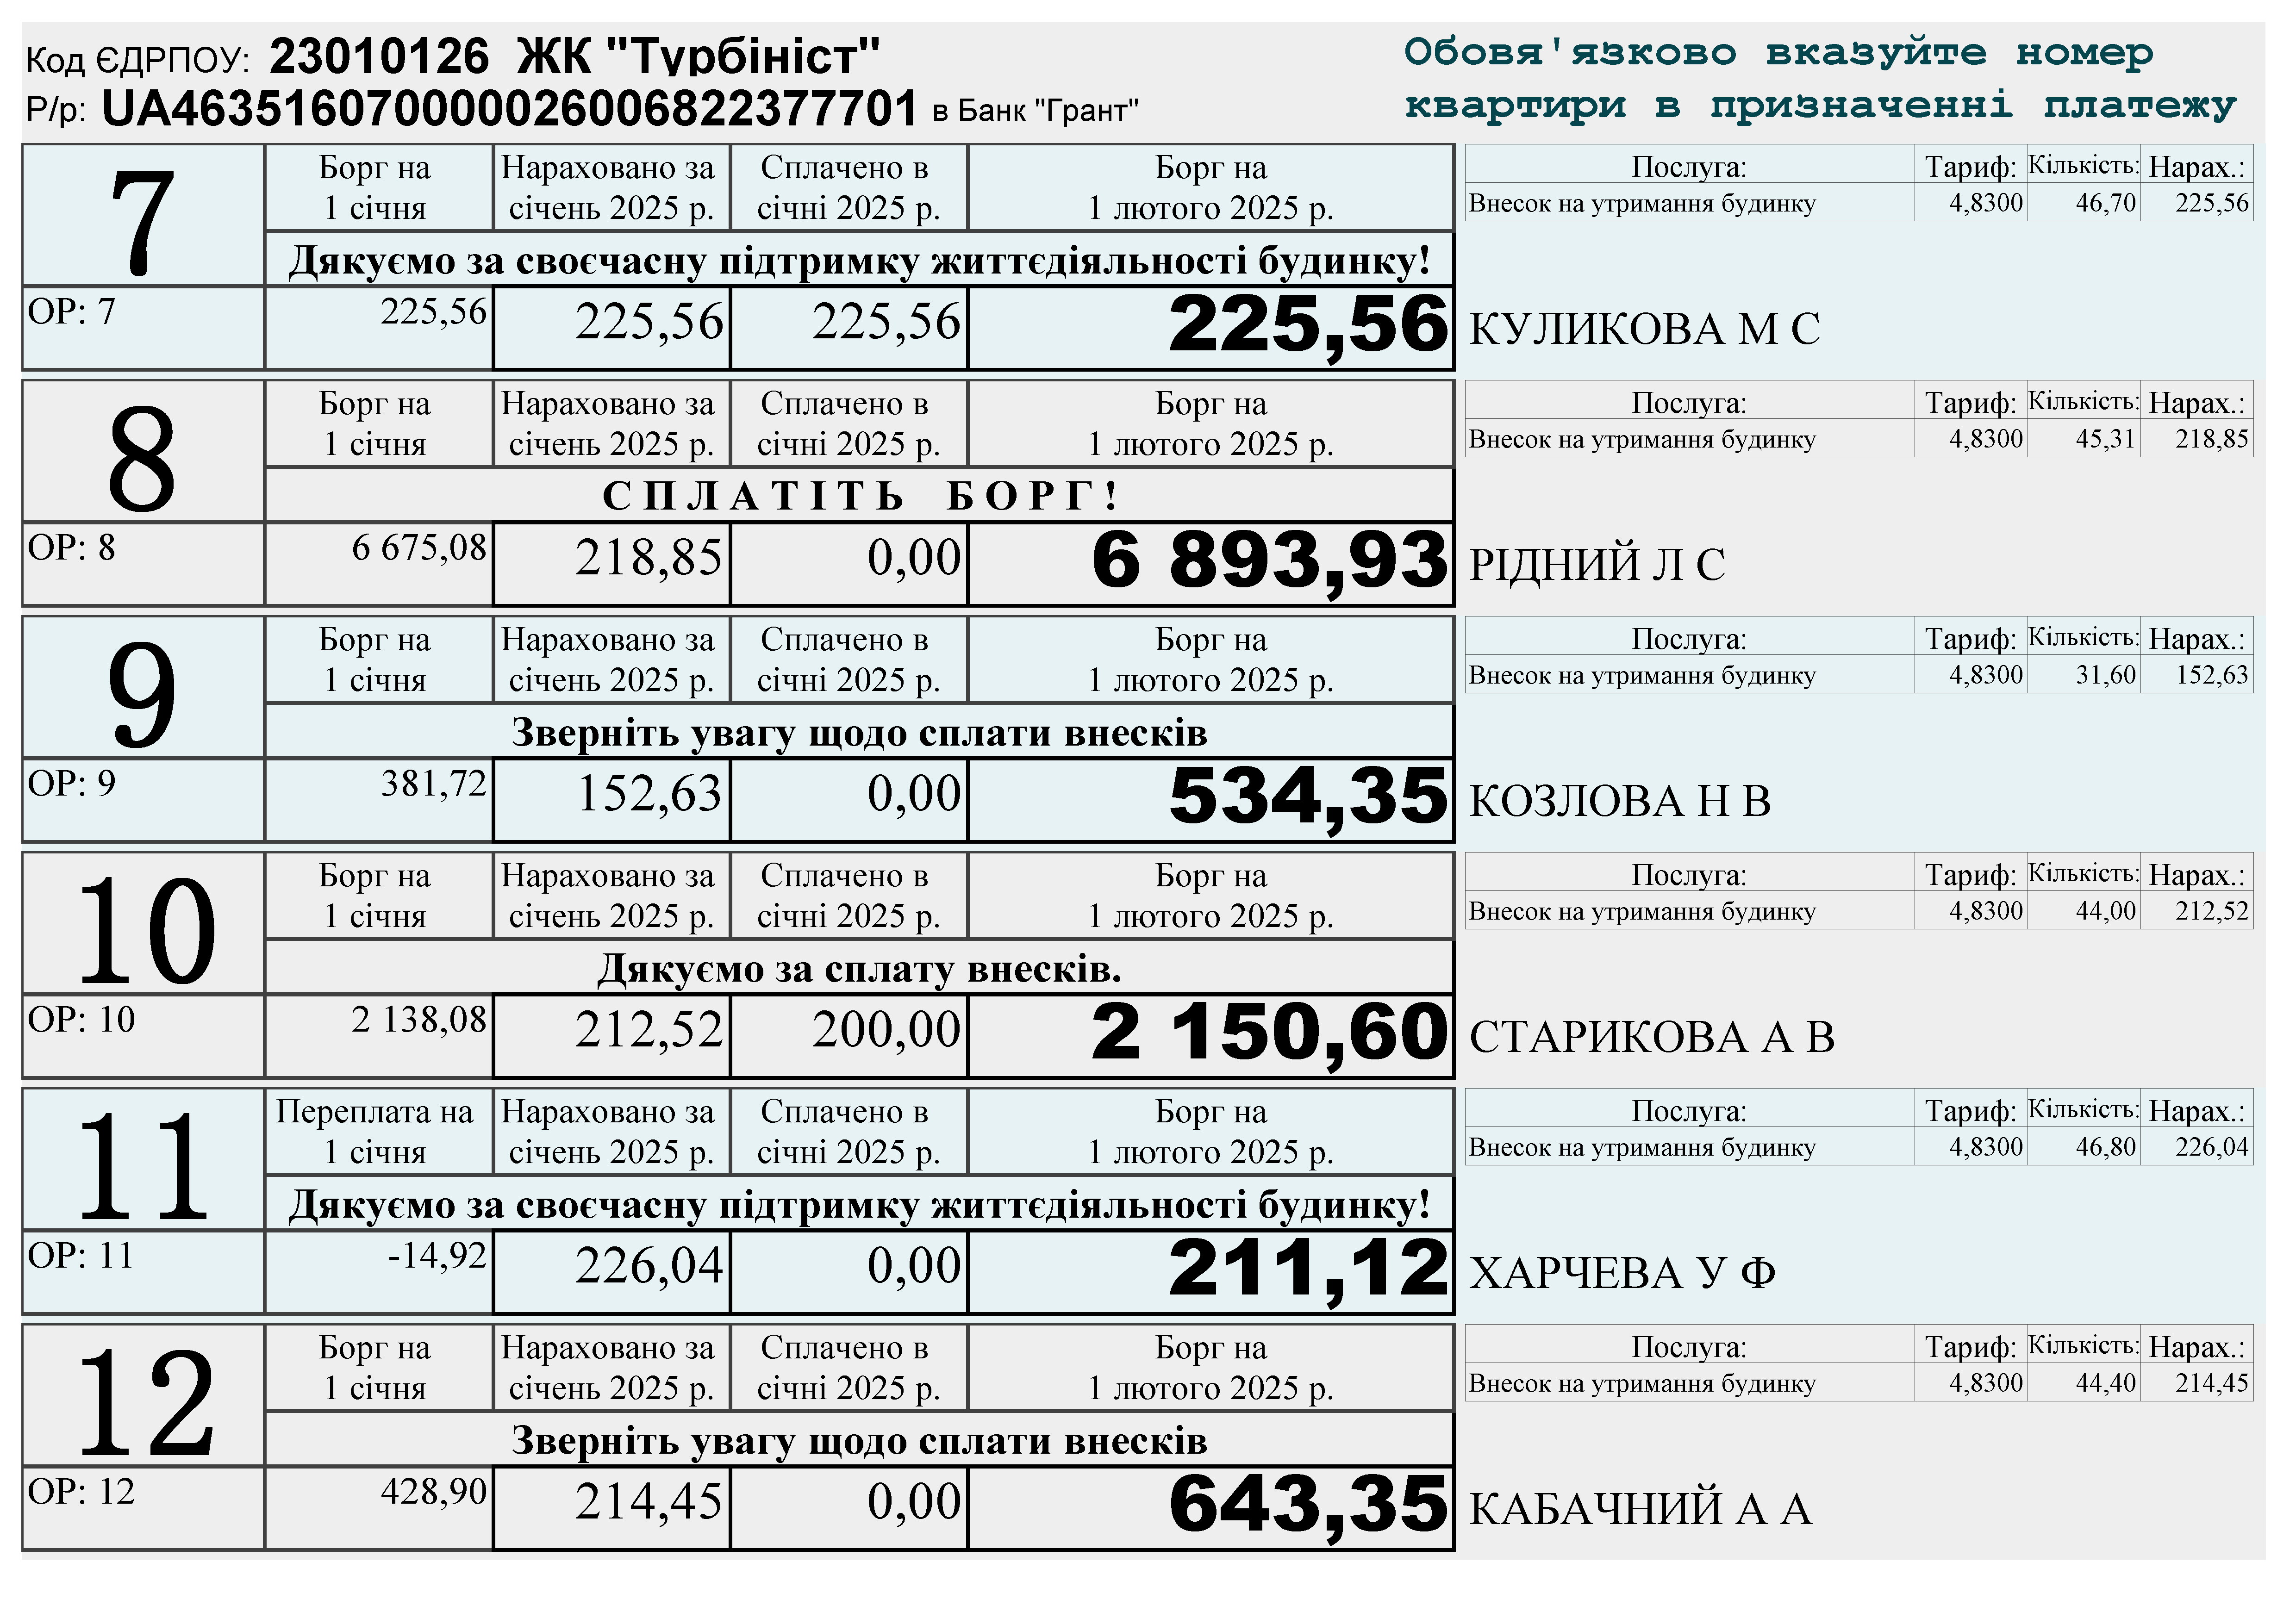 Код ЄДРПОУ: 23010126 ЖК "Турбініст"
Р/р: UA463516070000026006822377701 в Банк "Грант"
Обовя'язково вказуйте номер
квартири в призначенні платежу
7
Борг на 1 січня Нараховано за січень 2025 р. Сплачено в січні 2025 р. Борг на 1 лютого 2025 р.
Дякуємо за своєчасну підтримку життєдіяльності будинку!
ОР: 7 225,56 225,56 225,56 225,56
Послуга: Тариф: Кількість: Нарах.:
Внесок на утримання будинку 4,8300 46,70 225,56
КУЛИКОВА М С
8
Борг на 1 січня Нараховано за січень 2025 р. Сплачено в січні 2025 р. Борг на 1 лютого 2025 р.
С П Л А Т І Т Ь Б О Р Г !
ОР: 8 6 675,08 218,85 0,00 6 893,93
Послуга: Тариф: Кількість: Нарах.:
Внесок на утримання будинку 4,8300 45,31 218,85
РІДНИЙ Л С
9
Борг на 1 січня Нараховано за січень 2025 р. Сплачено в січні 2025 р. Борг на 1 лютого 2025 р.
Зверніть увагу щодо сплати внесків
ОР: 9 381,72 152,63 0,00 534,35
Послуга: Тариф: Кількість: Нарах.:
Внесок на утримання будинку 4,8300 31,60 152,63
КОЗЛОВА Н В
10
Борг на 1 січня Нараховано за січень 2025 р. Сплачено в січні 2025 р. Борг на 1 лютого 2025 р.
Дякуємо за сплату внесків.
ОР: 10 2 138,08 212,52 200,00 2 150,60
Послуга: Тариф: Кількість: Нарах.:
Внесок на утримання будинку 4,8300 44,00 212,52
СТАРИКОВА А В
11
Переплата на 1 січня Нараховано за січень 2025 р. Сплачено в січні 2025 р. Борг на 1 лютого 2025 р.
Дякуємо за своєчасну підтримку життєдіяльності будинку!
ОР: 11 -14,92 226,04 0,00 211,12
Послуга: Тариф: Кількість: Нарах.:
Внесок на утримання будинку 4,8300 46,80 226,04
ХАРЧЕВА У Ф
12
Борг на 1 січня Нараховано за січень 2025 р. Сплачено в січні 2025 р. Борг на 1 лютого 2025 р.
Зверніть увагу щодо сплати внесків
ОР: 12 428,90 214,45 0,00 643,35
Послуга: Тариф: Кількість: Нарах.:
Внесок на утримання будинку 4,8300 44,40 214,45
КАБАЧНИЙ А А